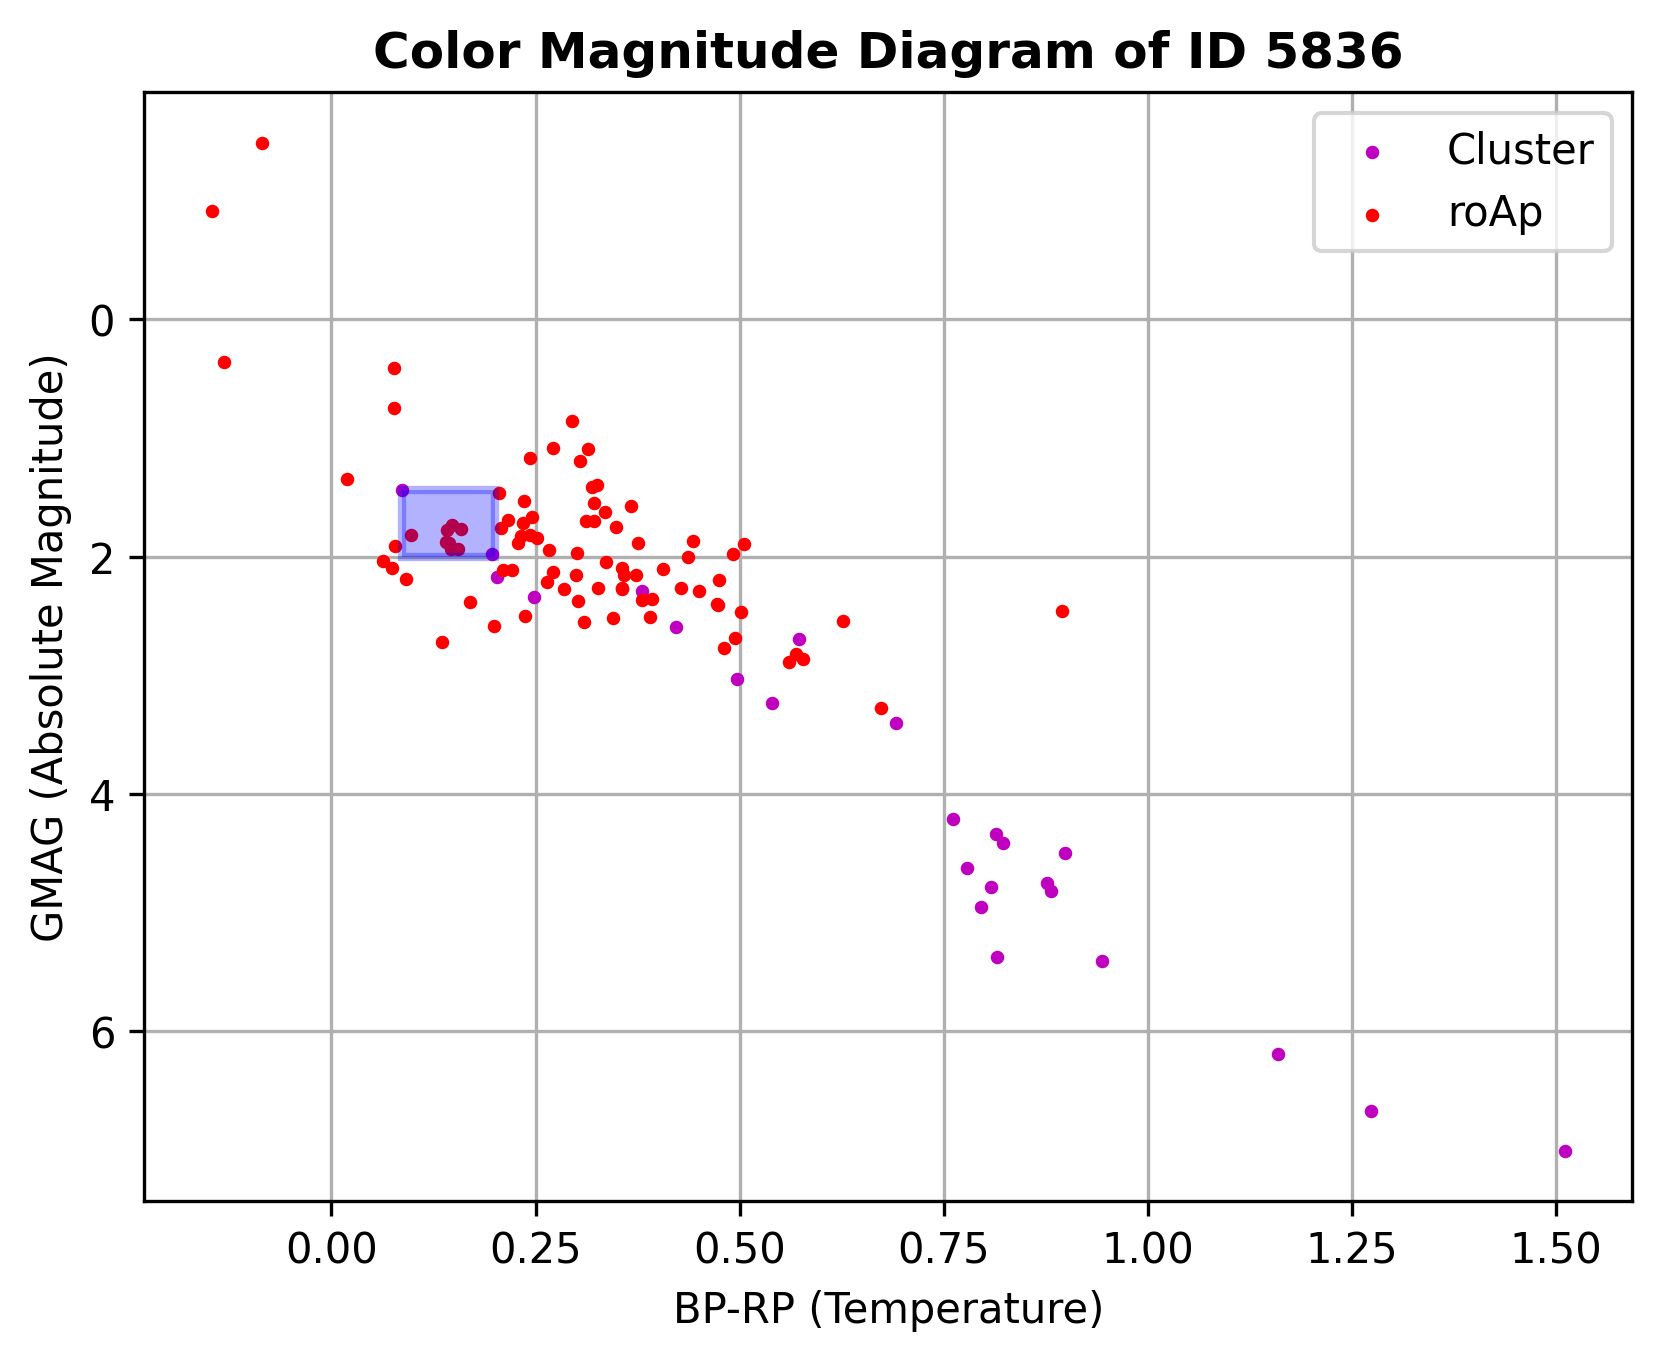 Color Magnitude Diagram of ID 5836
Cluster
roAp
GMAG (Absolute Magnitude)
0
2
4
6
0.00 0.25 0.50 0.75 1.00 1.25 1.50
BP-RP (Temperature)